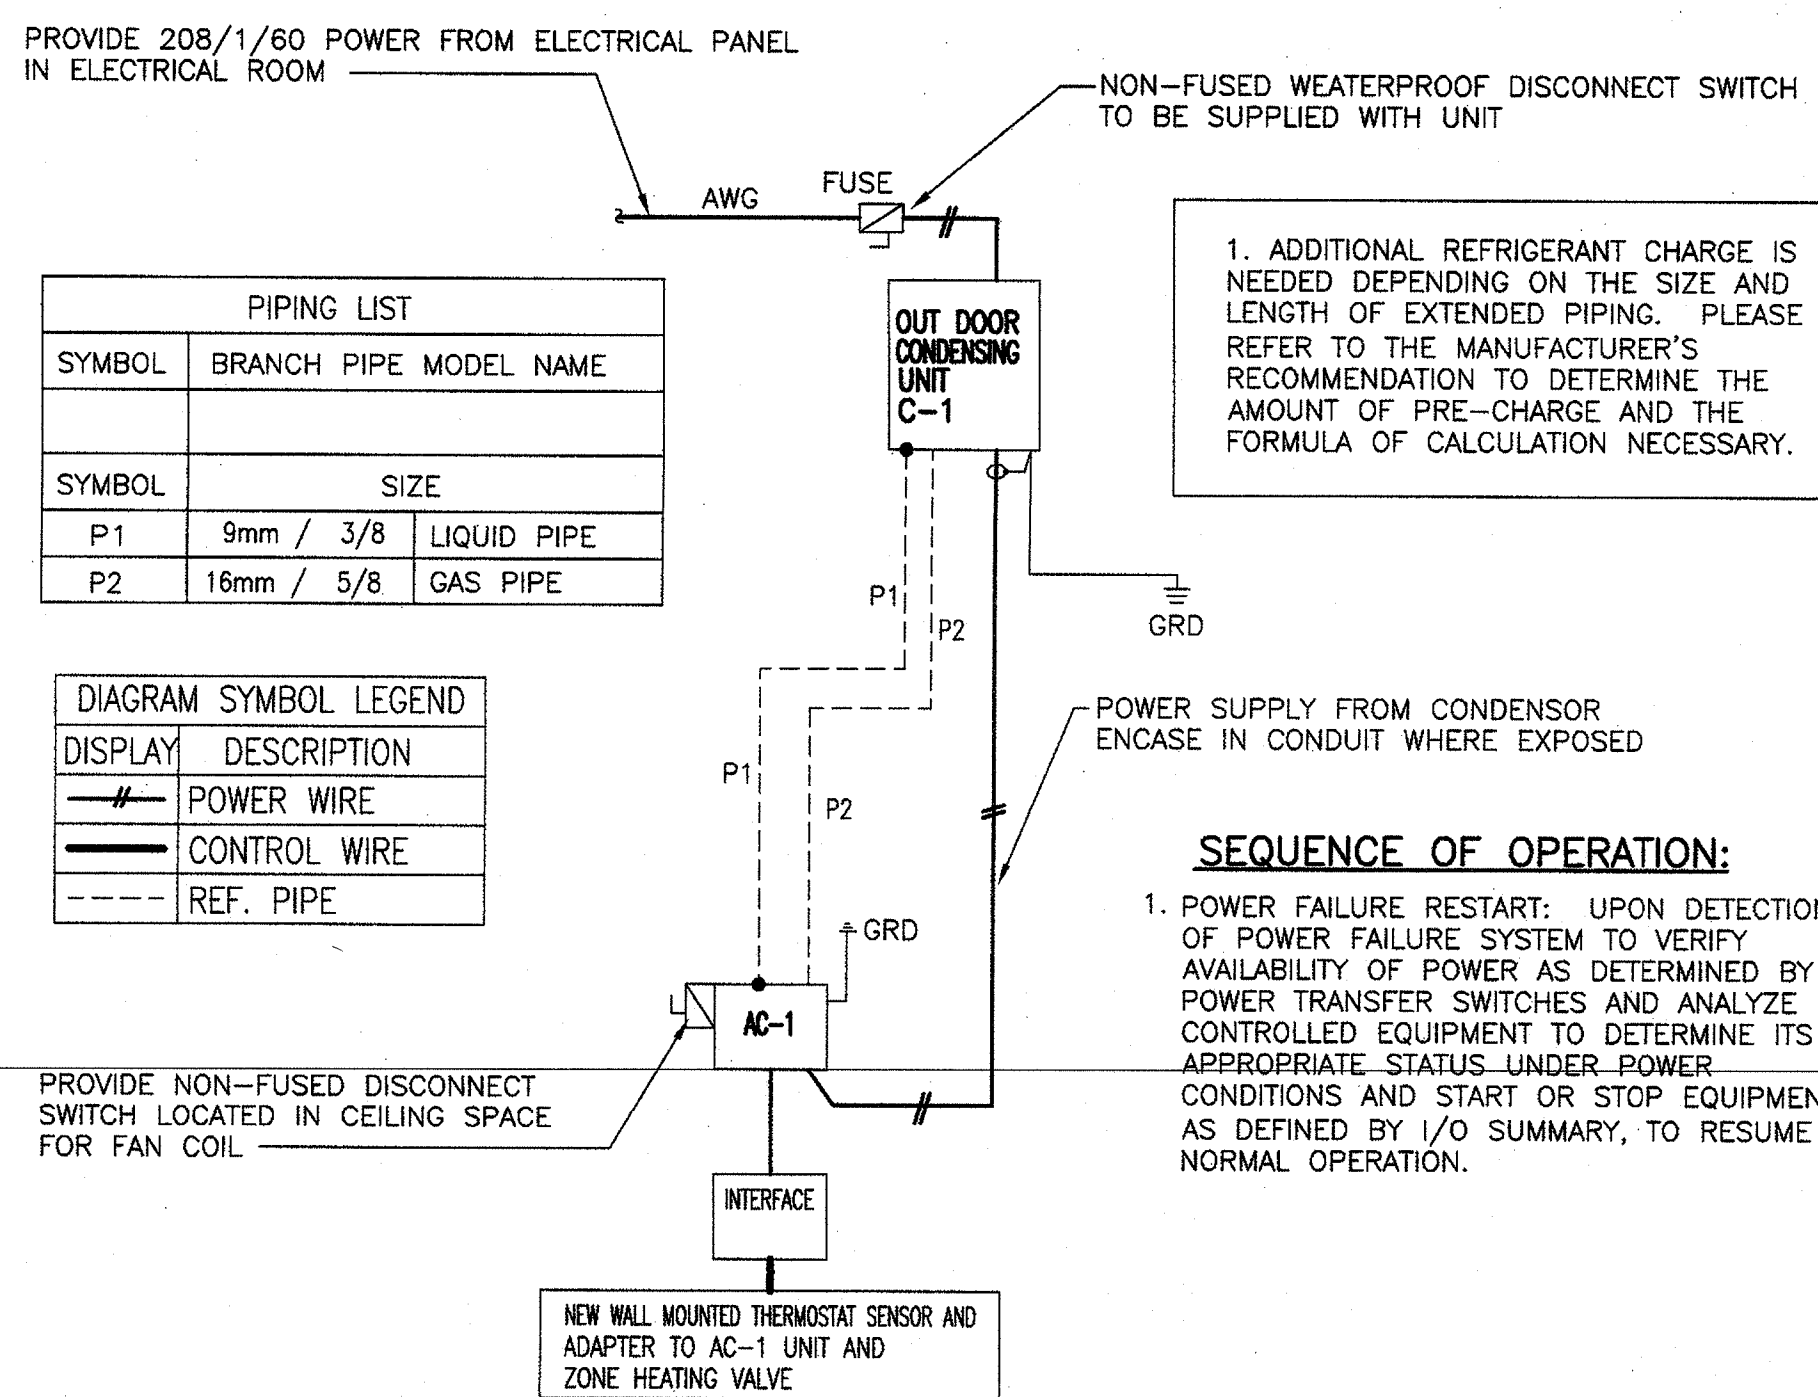 PROVIDE 208/1/60 POWER FROM ELECTRICAL PANEL
IN ELECTRICAL ROOM
NON-FUSED WEATERPROOF DISCONNECT SWITCH
TO BE SUPPLIED WITH UNIT
FUSE
AWG
1. ADDITIONAL REFRIGERANT CHARGE IS
NEEDED DEPENDING ON THE SIZE AND
LENGTH OF EXTENDED PIPING. PLEASE
REFER TO THE MANUFACTURER'S
RECOMMENDATION TO DETERMINE THE
AMOUNT OF PRE-CHARGE AND THE
FORMULA OF CALCULATION NECESSARY.
PIPING LIST
SYMBOL BRANCH PIPE MODEL NAME
SYMBOL SIZE
P1 9mm / 3/8 LIQUID PIPE
P2 16mm / 5/8 GAS PIPE
OUT DOOR
CONDENSING
UNIT
C-1
P1
P2
GRD
DIAGRAM SYMBOL LEGEND
DISPLAY DESCRIPTION
POWER WIRE
CONTROL WIRE
REF. PIPE
P1
P2
POWER SUPPLY FROM CONDENSOR
ENCASE IN CONDUIT WHERE EXPOSED
GRD
AC-1
SEQUENCE OF OPERATION:
1. POWER FAILURE RESTART: UPON DETECTION
OF POWER FAILURE SYSTEM TO VERIFY
AVAILABILITY OF POWER AS DETERMINED BY
POWER TRANSFER SWITCHES AND ANALYZE
CONTROLLED EQUIPMENT TO DETERMINE ITS
APPROPRIATE STATUS UNDER POWER
CONDITIONS AND START OR STOP EQUIPMEN
AS DEFINED BY I/O SUMMARY, TO RESUME
NORMAL OPERATION.
PROVIDE NON-FUSED DISCONNECT
SWITCH LOCATED IN CEILING SPACE
FOR FAN COIL
INTERFACE
NEW WALL MOUNTED THERMOSTAT SENSOR AND
ADAPTER TO AC-1 UNIT AND
ZONE HEATING VALVE